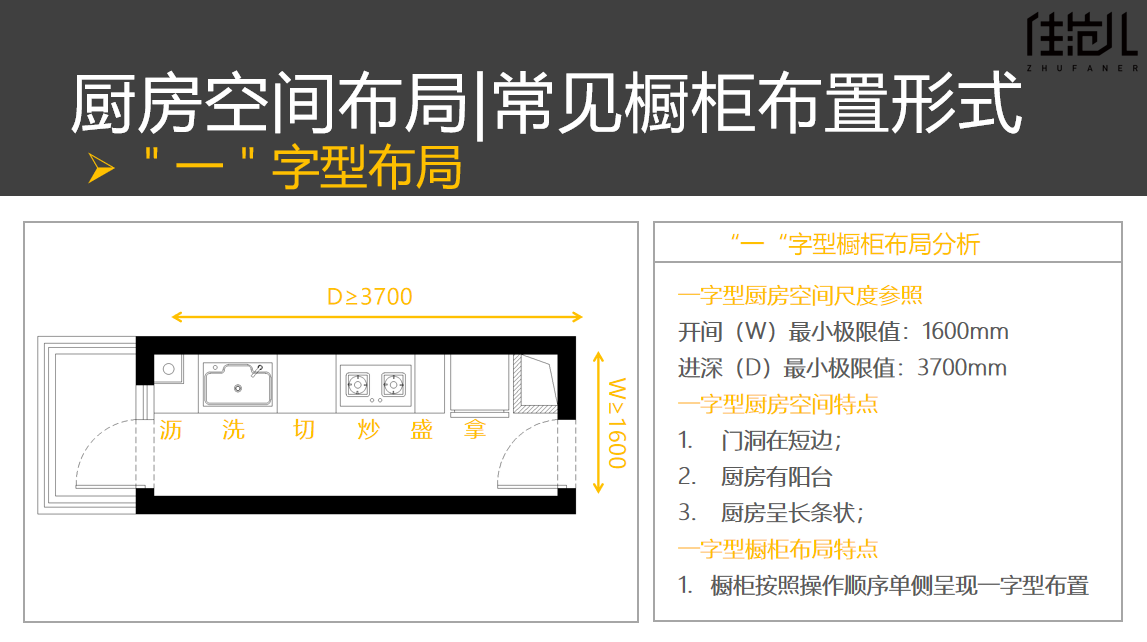 住范儿
ZHUFANER
厨房空间布局|常见橱柜布置形式
➢ "一"字型布局
D≥3700
W≥1600
沥 洗 切 炒 盛 拿
“一“字型橱柜布局分析
一字型厨房空间尺度参照
开间（W）最小极限值：1600mm
进深（D）最小极限值：3700mm
一字型厨房空间特点
1. 门洞在短边；
2. 厨房有阳台
3. 厨房呈长条状；
一字型橱柜布局特点
1. 橱柜按照操作顺序单侧呈现一字型布置